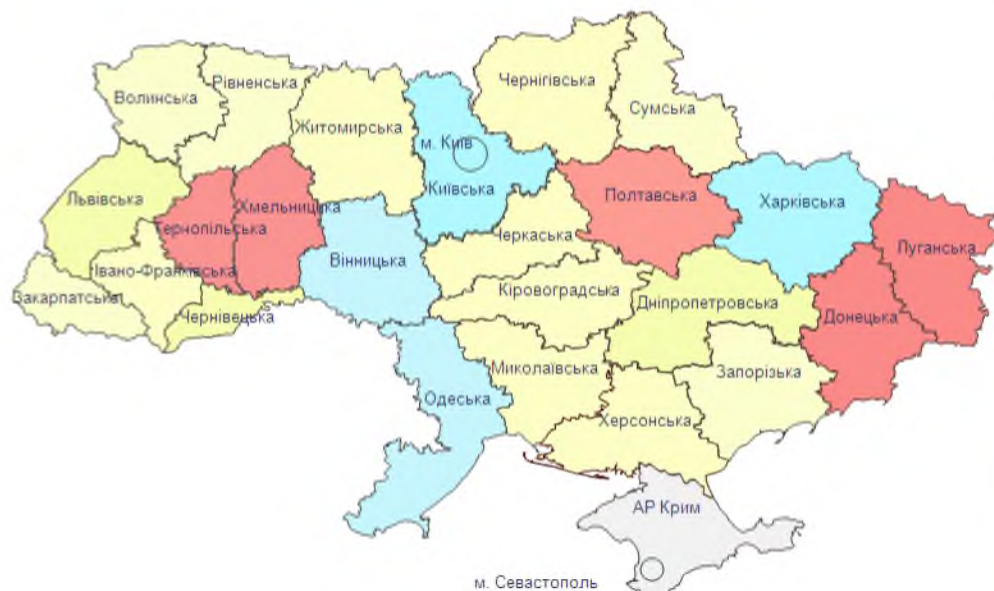 Чернігівська
Рівненська
Волинська
Сумська
Житомирська
м. Київ
Київська
Львівська
Полтавська
Харківська
Хмельницька
Тернопільська
Черкаська
Луганська
Вінницька
Івано-Франківська
Кіровоградська
Закарпатська
Дніпропетровська
Чернівецька
Донецька
Миколаївська
Запорізька
Одеська
Херсонська
АР Крим
м. Севастополь